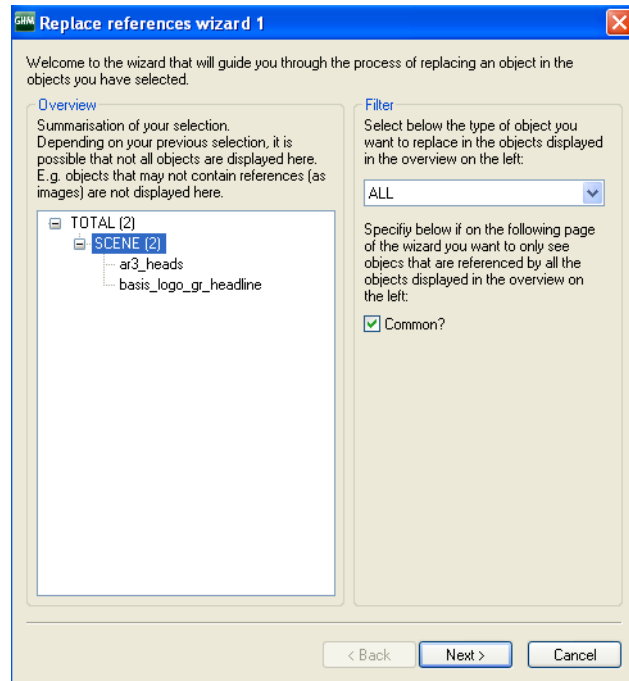 GHM Replace references wizard 1
Welcome to the wizard that will guide you through the process of replacing an object in the
objects you have selected.
Overview
Summarisation of your selection.
Depending on your previous selection, it is
possible that not all objects are displayed here.
E.g. objects that may not contain references (as
images) are not displayed here.
TOTAL (2)
SCENE (2)
ar3_heads
basis_logo_gr_headline
Filter
Select below the type of object you
want to replace in the objects displayed
in the overview on the left:
ALL
Specifiy below if on the following page
of the wizard you want to only see
objecs that are referenced by all the
objects displayed in the overview on
the left:
Common?
< Back
Next >
Cancel